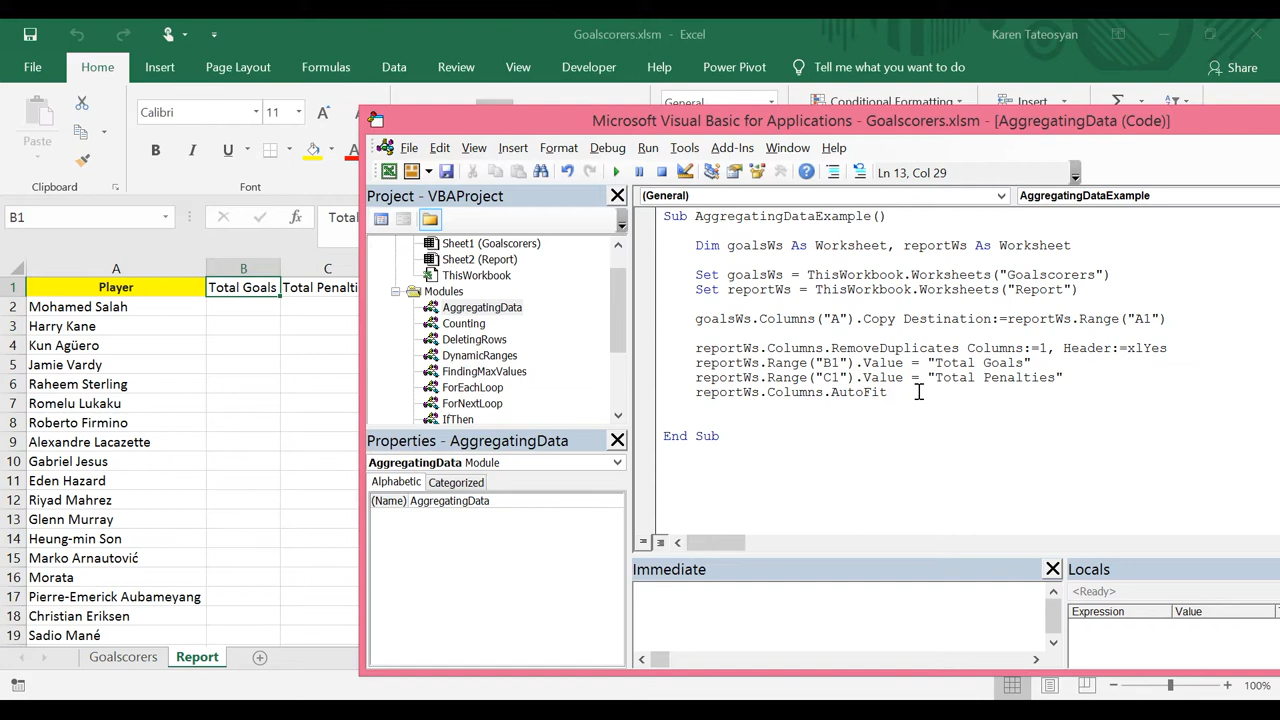 Goalscorers.xlsm - Excel
Karen Tateosyan
File Home Insert Page Layout Formulas Data Review View Developer Help Power Pivot Tell me what you want to do Share
Calibri 11 General Conditional Formatting Insert
Paste
B I U
Clipboard Font
B1 fx Total
A B C
1 Player Total Goals Total Penalti
2 Mohamed Salah
3 Harry Kane
4 Kun Agüero
5 Jamie Vardy
6 Raheem Sterling
7 Romelu Lukaku
8 Roberto Firmino
9 Alexandre Lacazette
10 Gabriel Jesus
11 Eden Hazard
12 Riyad Mahrez
13 Glenn Murray
14 Heung-min Son
15 Marko Arnautović
16 Morata
17 Pierre-Emerick Aubameyang
18 Christian Eriksen
19 Sadio Mané
Goalscorers Report
100%
Microsoft Visual Basic for Applications - Goalscorers.xlsm - [AggregatingData (Code)]
File Edit View Insert Format Debug Run Tools Add-Ins Window Help
Ln 13, Col 29
Project - VBAProject
Sheet1 (Goalscorers)
Sheet2 (Report)
ThisWorkbook
Modules
AggregatingData
Counting
DeletingRows
DynamicRanges
FindingMaxValues
ForEachLoop
ForNextLoop
IfThen
Properties - AggregatingData
AggregatingData Module
Alphabetic Categorized
(Name) AggregatingData
(General) AggregatingDataExample
Sub AggregatingDataExample()
Dim goalsWs As Worksheet, reportWs As Worksheet
Set goalsWs = ThisWorkbook.Worksheets("Goalscorers")
Set reportWs = ThisWorkbook.Worksheets("Report")
goalsWs.Columns("A").Copy Destination:=reportWs.Range("A1")
reportWs.Columns.RemoveDuplicates Columns:=1, Header:=xlYes
reportWs.Range("B1").Value = "Total Goals"
reportWs.Range("C1").Value = "Total Penalties"
reportWs.Columns.AutoFit
End Sub
Immediate
Locals
<Ready>
Expression Value